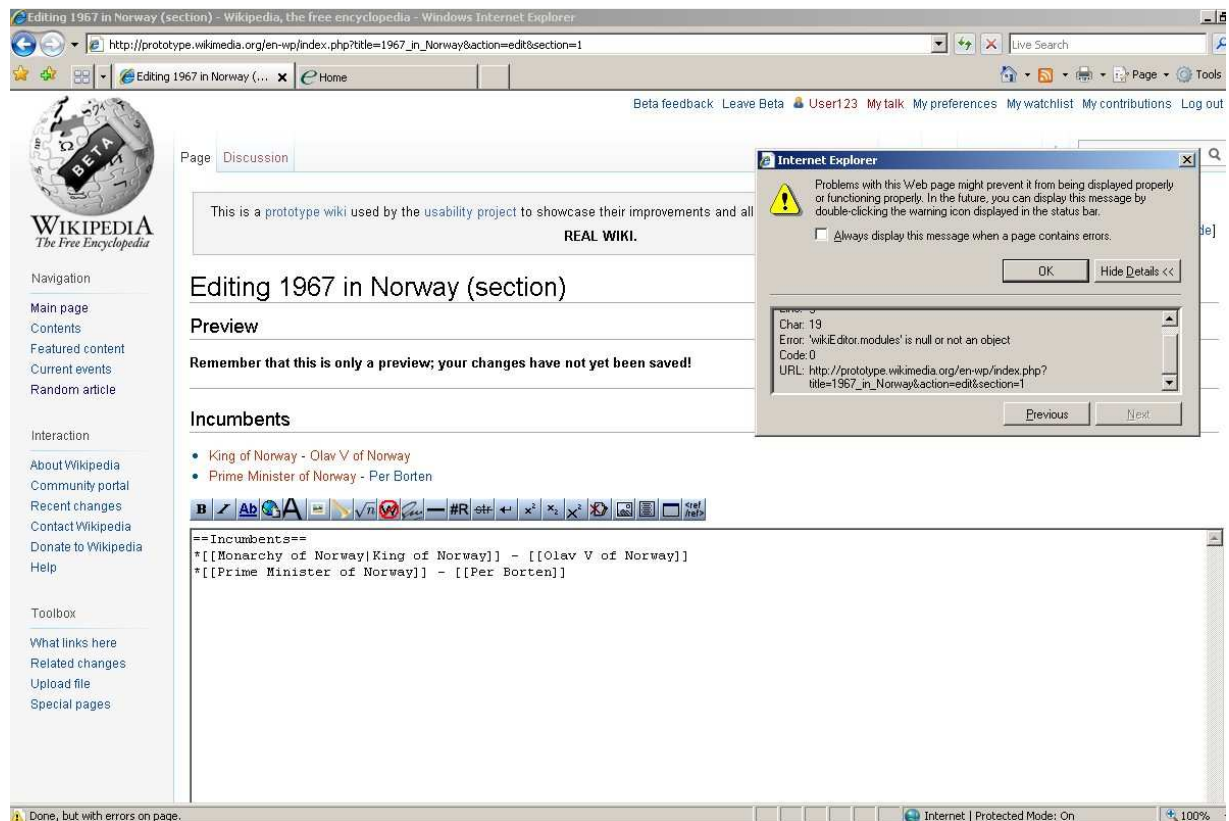 Editing 1967 in Norway (section) - Wikipedia, the free encyclopedia - Windows Internet Explorer
http://prototype.wikimedia.org/en-wp/index.php?title=1967_in_Norway&action=edit&section=1
Live Search
Editing 1967 in Norway (...
Home
Page
Tools
Beta feedback Leave Beta User123 My talk My preferences My watchlist My contributions Log out
BETA
WIKIPEDIA
The Free Encyclopedia
Navigation
Main page
Contents
Featured content
Current events
Random article
Interaction
About Wikipedia
Community portal
Recent changes
Contact Wikipedia
Donate to Wikipedia
Help
Toolbox
What links here
Related changes
Upload file
Special pages
Page Discussion
This is a prototype wiki used by the usability project to showcase their improvements and all
REAL WIKI.
Editing 1967 in Norway (section)
Preview
Remember that this is only a preview; your changes have not yet been saved!
Incumbents
King of Norway - Olav V of Norway
Prime Minister of Norway - Per Borten
B I Ab A √n #R str x² x₂ x² <ref/ref>
==Incumbents==
*[[Monarchy of Norway|King of Norway]] - [[Olav V of Norway]]
*[[Prime Minister of Norway]] - [[Per Borten]]
Internet Explorer
Problems with this Web page might prevent it from being displayed properly
or functioning properly. In the future, you can display this message by
double-clicking the warning icon displayed in the status bar.
Always display this message when a page contains errors.
OK
Hide Details <<
Char: 19
Error: 'wikiEditor.modules' is null or not an object
Code: 0
URL: http://prototype.wikimedia.org/en-wp/index.php?
title=1967_in_Norway&action=edit&section=1
Previous
Next
Done, but with errors on page.
Internet | Protected Mode: On
100%